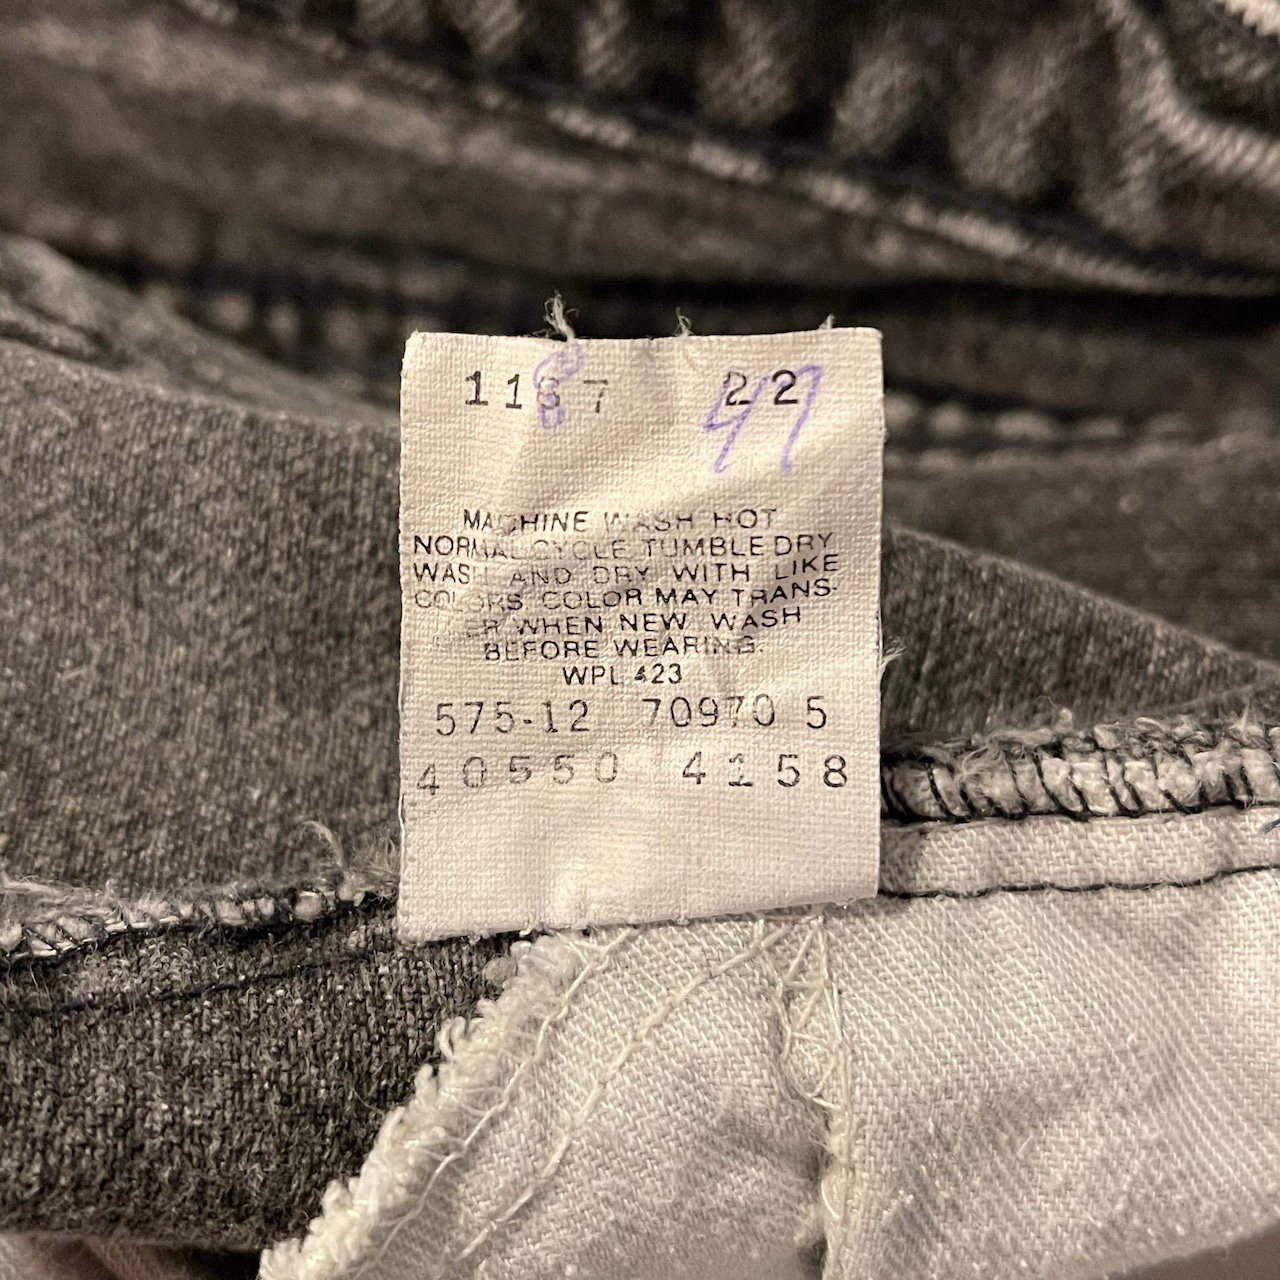 1187 22
47
MACHINE WASH HOT
NORMAL CYCLE TUMBLE DRY
WASH AND DRY WITH LIKE
COLORS COLOR MAY TRANS-
FER WHEN NEW WASH
BEFORE WEARING.
WPL 423
575-12 70970 5
40550 4158